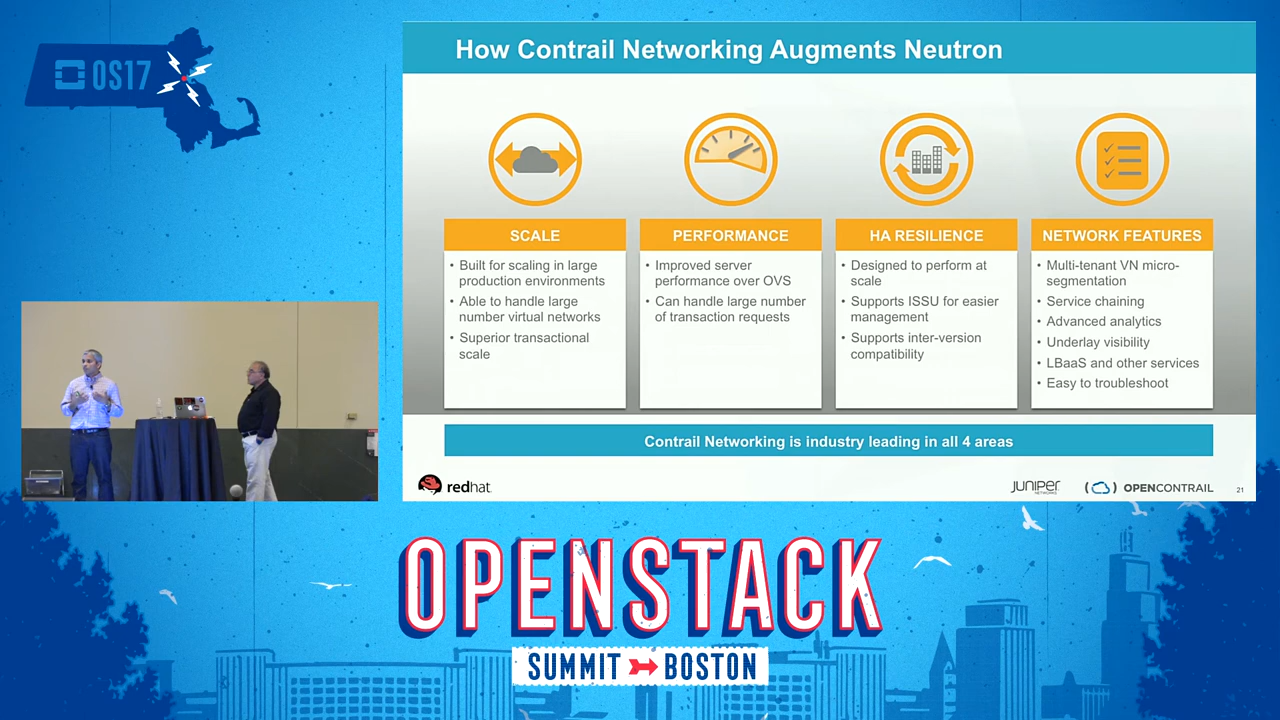 OS17
How Contrail Networking Augments Neutron
SCALE
• Built for scaling in large
production environments
• Able to handle large
number virtual networks
• Superior transactional
scale
PERFORMANCE
• Improved server
performance over OVS
• Can handle large number
of transaction requests
HA RESILIENCE
• Designed to perform at
scale
• Supports ISSU for easier
management
• Supports inter-version
compatibility
NETWORK FEATURES
• Multi-tenant VN micro-
segmentation
• Service chaining
• Advanced analytics
• Underlay visibility
• LBaaS and other services
• Easy to troubleshoot
Contrail Networking is industry leading in all 4 areas
redhat.
JUNIPER
NETWORKS
OPENCONTRAIL
21
OPENSTACK
SUMMIT BOSTON